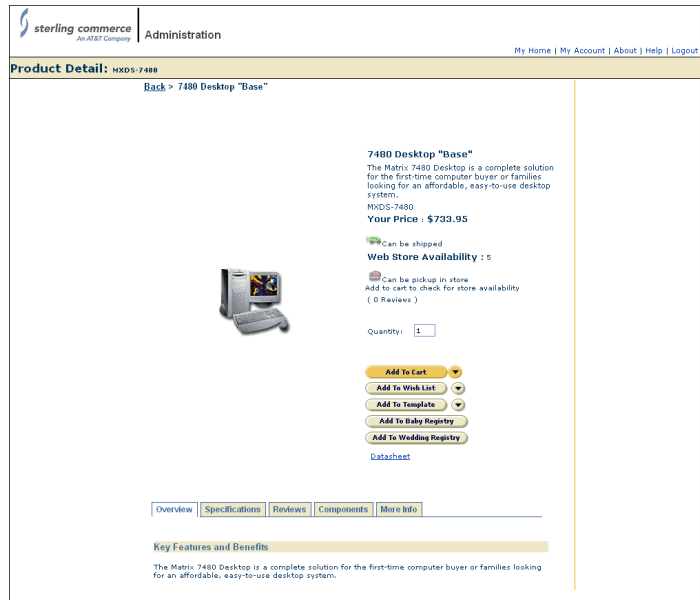 sterling commerce
An AT&T Company
Administration
My Home | My Account | About | Help | Logout
Product Detail: MXDS-7480
Back > 7480 Desktop "Base"
7480 Desktop "Base"
The Matrix 7480 Desktop is a complete solution
for the first-time computer buyer or families
looking for an affordable, easy-to-use desktop
system.
MXDS-7480
Your Price : $733.95
Can be shipped
Web Store Availability : 5
Can be pickup in store
Add to cart to check for store availability
( 0 Reviews )
Quantity: 1
Add To Cart
Add To Wish List
Add To Template
Add To Baby Registry
Add To Wedding Registry
Datasheet
Overview Specifications Reviews Components More Info
Key Features and Benefits
The Matrix 7480 Desktop is a complete solution for the first-time computer buyer or families looking
for an affordable, easy-to-use desktop system.